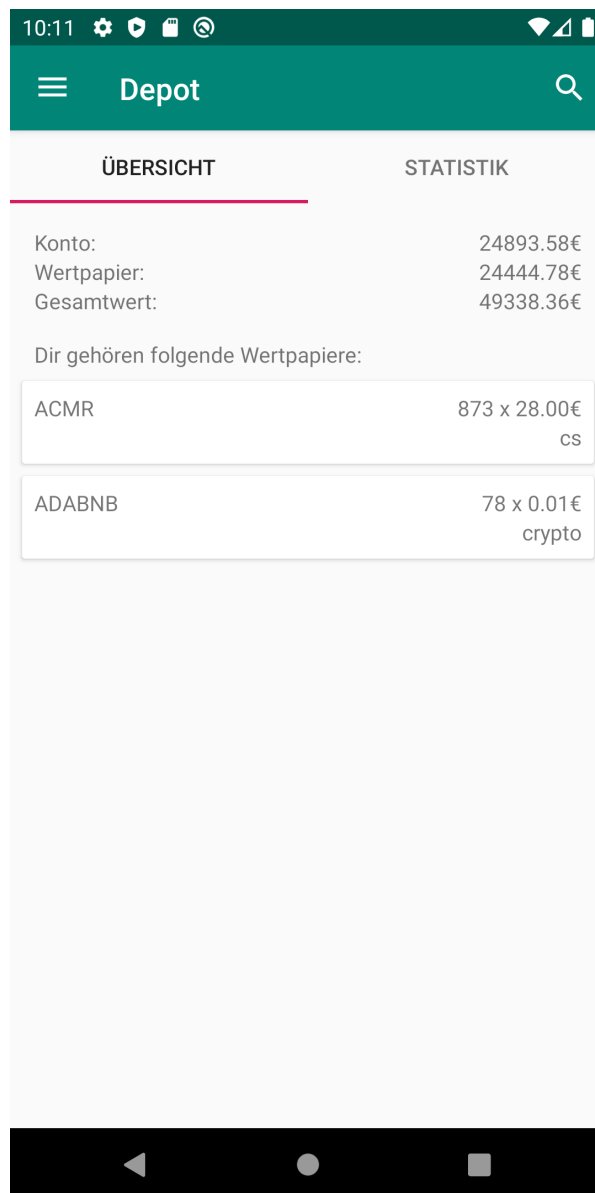 10:11
Depot
ÜBERSICHT STATISTIK
Konto: 24893.58€
Wertpapier: 24444.78€
Gesamtwert: 49338.36€
Dir gehören folgende Wertpapiere:
ACMR 873 x 28.00€
cs
ADABNB 78 x 0.01€
crypto